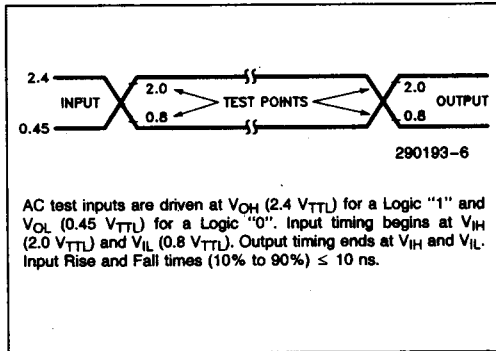 2.4
2.0 2.0
INPUT TEST POINTS OUTPUT
0.8 0.8
0.45
290193-6
AC test inputs are driven at VOH (2.4 VTTL) for a Logic "1" and
VOL (0.45 VTTL) for a Logic "0". Input timing begins at VIH
(2.0 VTTL) and VIL (0.8 VTTL). Output timing ends at VIH and VIL.
Input Rise and Fall times (10% to 90%) ≤ 10 ns.